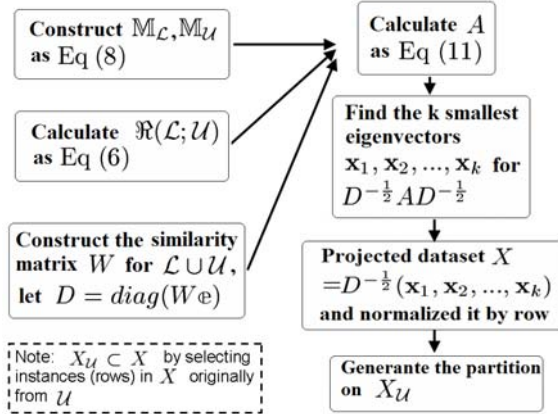 Construct 𝕄_ℒ, 𝕄_𝒰
as Eq (8)
Calculate ℜ(ℒ; 𝒰)
as Eq (6)
Construct the similarity
matrix W for ℒ ∪ 𝒰,
let D = diag(W𝕖)
Note: X_𝒰 ⊂ X by selecting
instances (rows) in X originally
from 𝒰
Calculate A
as Eq (11)
Find the k smallest
eigenvectors
x₁, x₂, ..., xₖ for
D^{-1/2} A D^{-1/2}
Projected dataset X
=D^{-1/2}(x₁, x₂, ..., xₖ)
and normalized it by row
Generante the partition
on X_𝒰